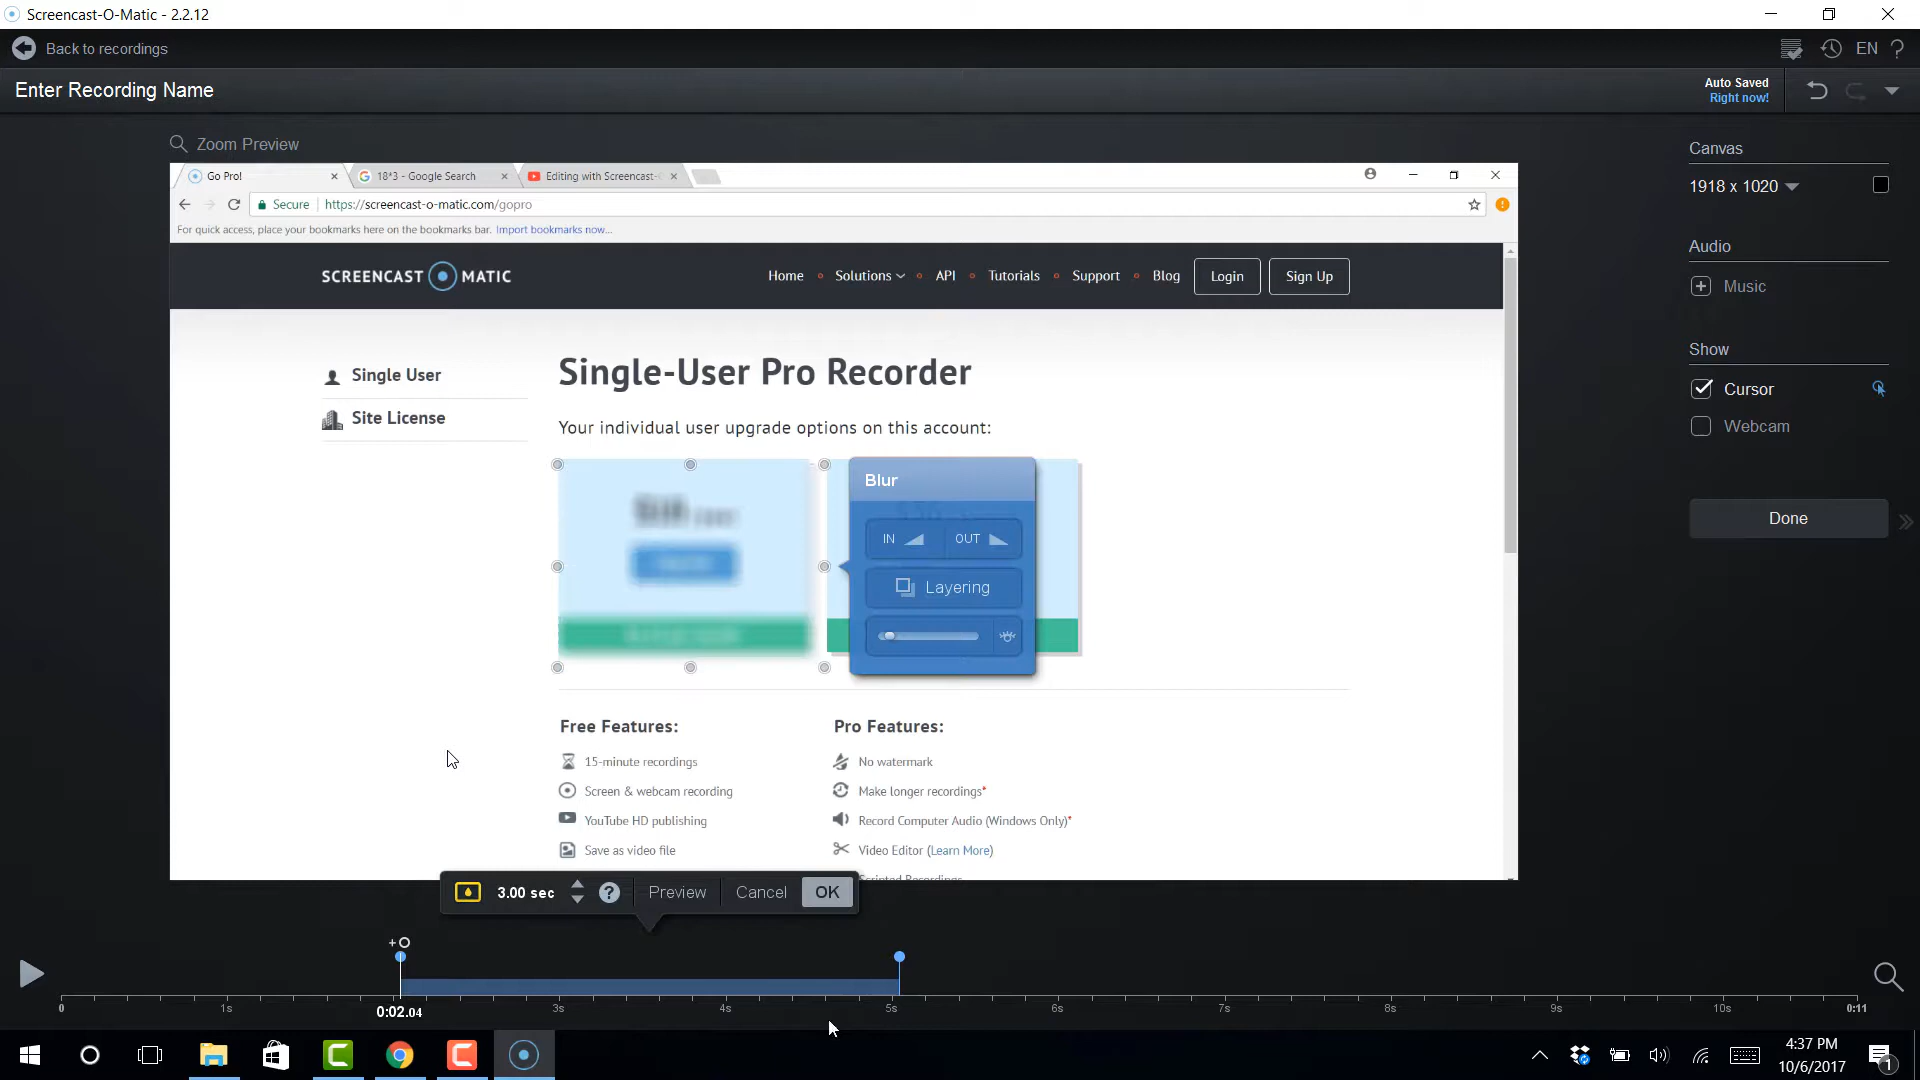 Screencast-O-Matic - 2.2.12
Back to recordings
EN ?
Enter Recording Name
Auto Saved
Right now!
Zoom Preview
Canvas
1918 x 1020
Audio
Music
Show
Cursor
Webcam
Done
Go Pro!
18*3 - Google Search
Editing with Screencast-
Secure | https://screencast-o-matic.com/gopro
For quick access, place your bookmarks here on the bookmarks bar. Import bookmarks now...
SCREENCAST MATIC
Home Solutions API Tutorials Support Blog Login Sign Up
Single User
Site License
Single-User Pro Recorder
Your individual user upgrade options on this account:
Blur
IN OUT
Layering
Free Features:
15-minute recordings
Screen & webcam recording
YouTube HD publishing
Save as video file
Pro Features:
No watermark
Make longer recordings*
Record Computer Audio (Windows Only)*
Video Editor (Learn More)
Scripted Recordings
3.00 sec ? Preview Cancel OK
0 1s 0:02.04 3s 4s 5s 6s 7s 8s 9s 10s 0:11
4:37 PM
10/6/2017
1